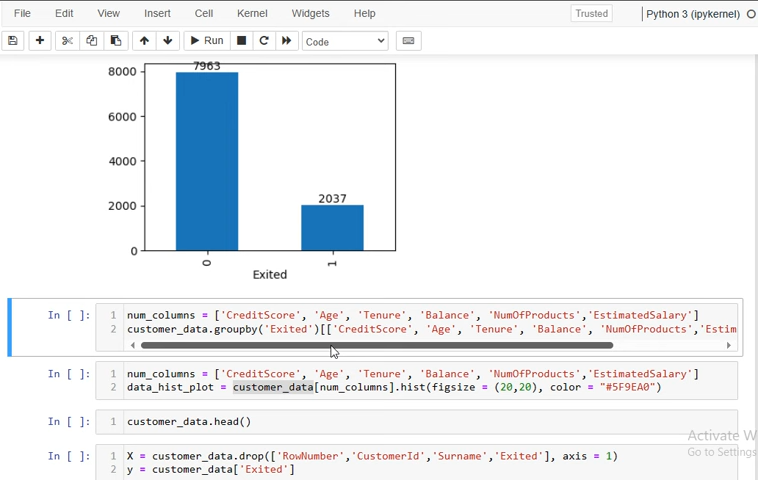 File Edit View Insert Cell Kernel Widgets Help Trusted Python 3 (ipykernel)
Run Code
8000 7963
6000
4000
2000 2037
0
0 1
Exited
In [ ]: 1 num_columns = ['CreditScore', 'Age', 'Tenure', 'Balance', 'NumOfProducts','EstimatedSalary']
2 customer_data.groupby('Exited')[['CreditScore', 'Age', 'Tenure', 'Balance', 'NumOfProducts','Estim
In [ ]: 1 num_columns = ['CreditScore', 'Age', 'Tenure', 'Balance', 'NumOfProducts','EstimatedSalary']
2 data_hist_plot = customer_data[num_columns].hist(figsize = (20,20), color = "#5F9EA0")
In [ ]: 1 customer_data.head()
Activate W
Go to Settings
In [ ]: 1 X = customer_data.drop(['RowNumber','CustomerId','Surname','Exited'], axis = 1)
2 y = customer_data['Exited']